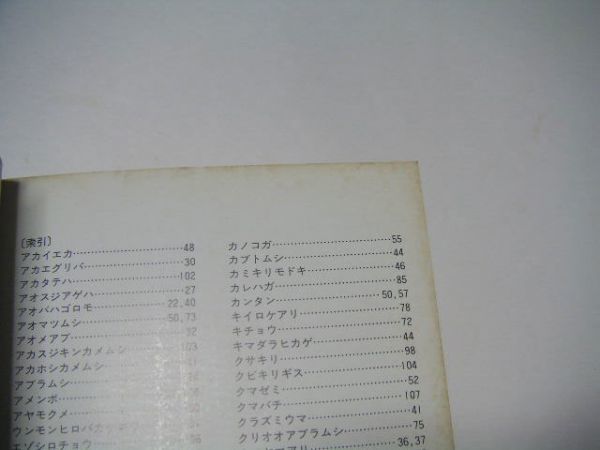 〔索引〕
アカイエカ……48
アカエグリバ……30
アカタテハ……102
アオスジアゲハ……27
アオバハゴロモ……22,40
アオマツムシ……50,73
アオメアブ……32
アカスジキンカメムシ……103
アカホシカメムシ……
アブラムシ……
アメンボ……
アヤモクメ……
ウンモンヒロバカゲロウ
エゾシロチョウ……
カノコガ……55
カブトムシ……44
カミキリモドキ……46
カレハガ……85
カンタン……50,57
キイロケアリ……78
キチョウ……72
キマダラヒカゲ……44
クサキリ……98
クビキリギス……104
クマゼミ……52
クマバチ……107
クラズミウマ……41
クリオオアブラムシ……75
36,37